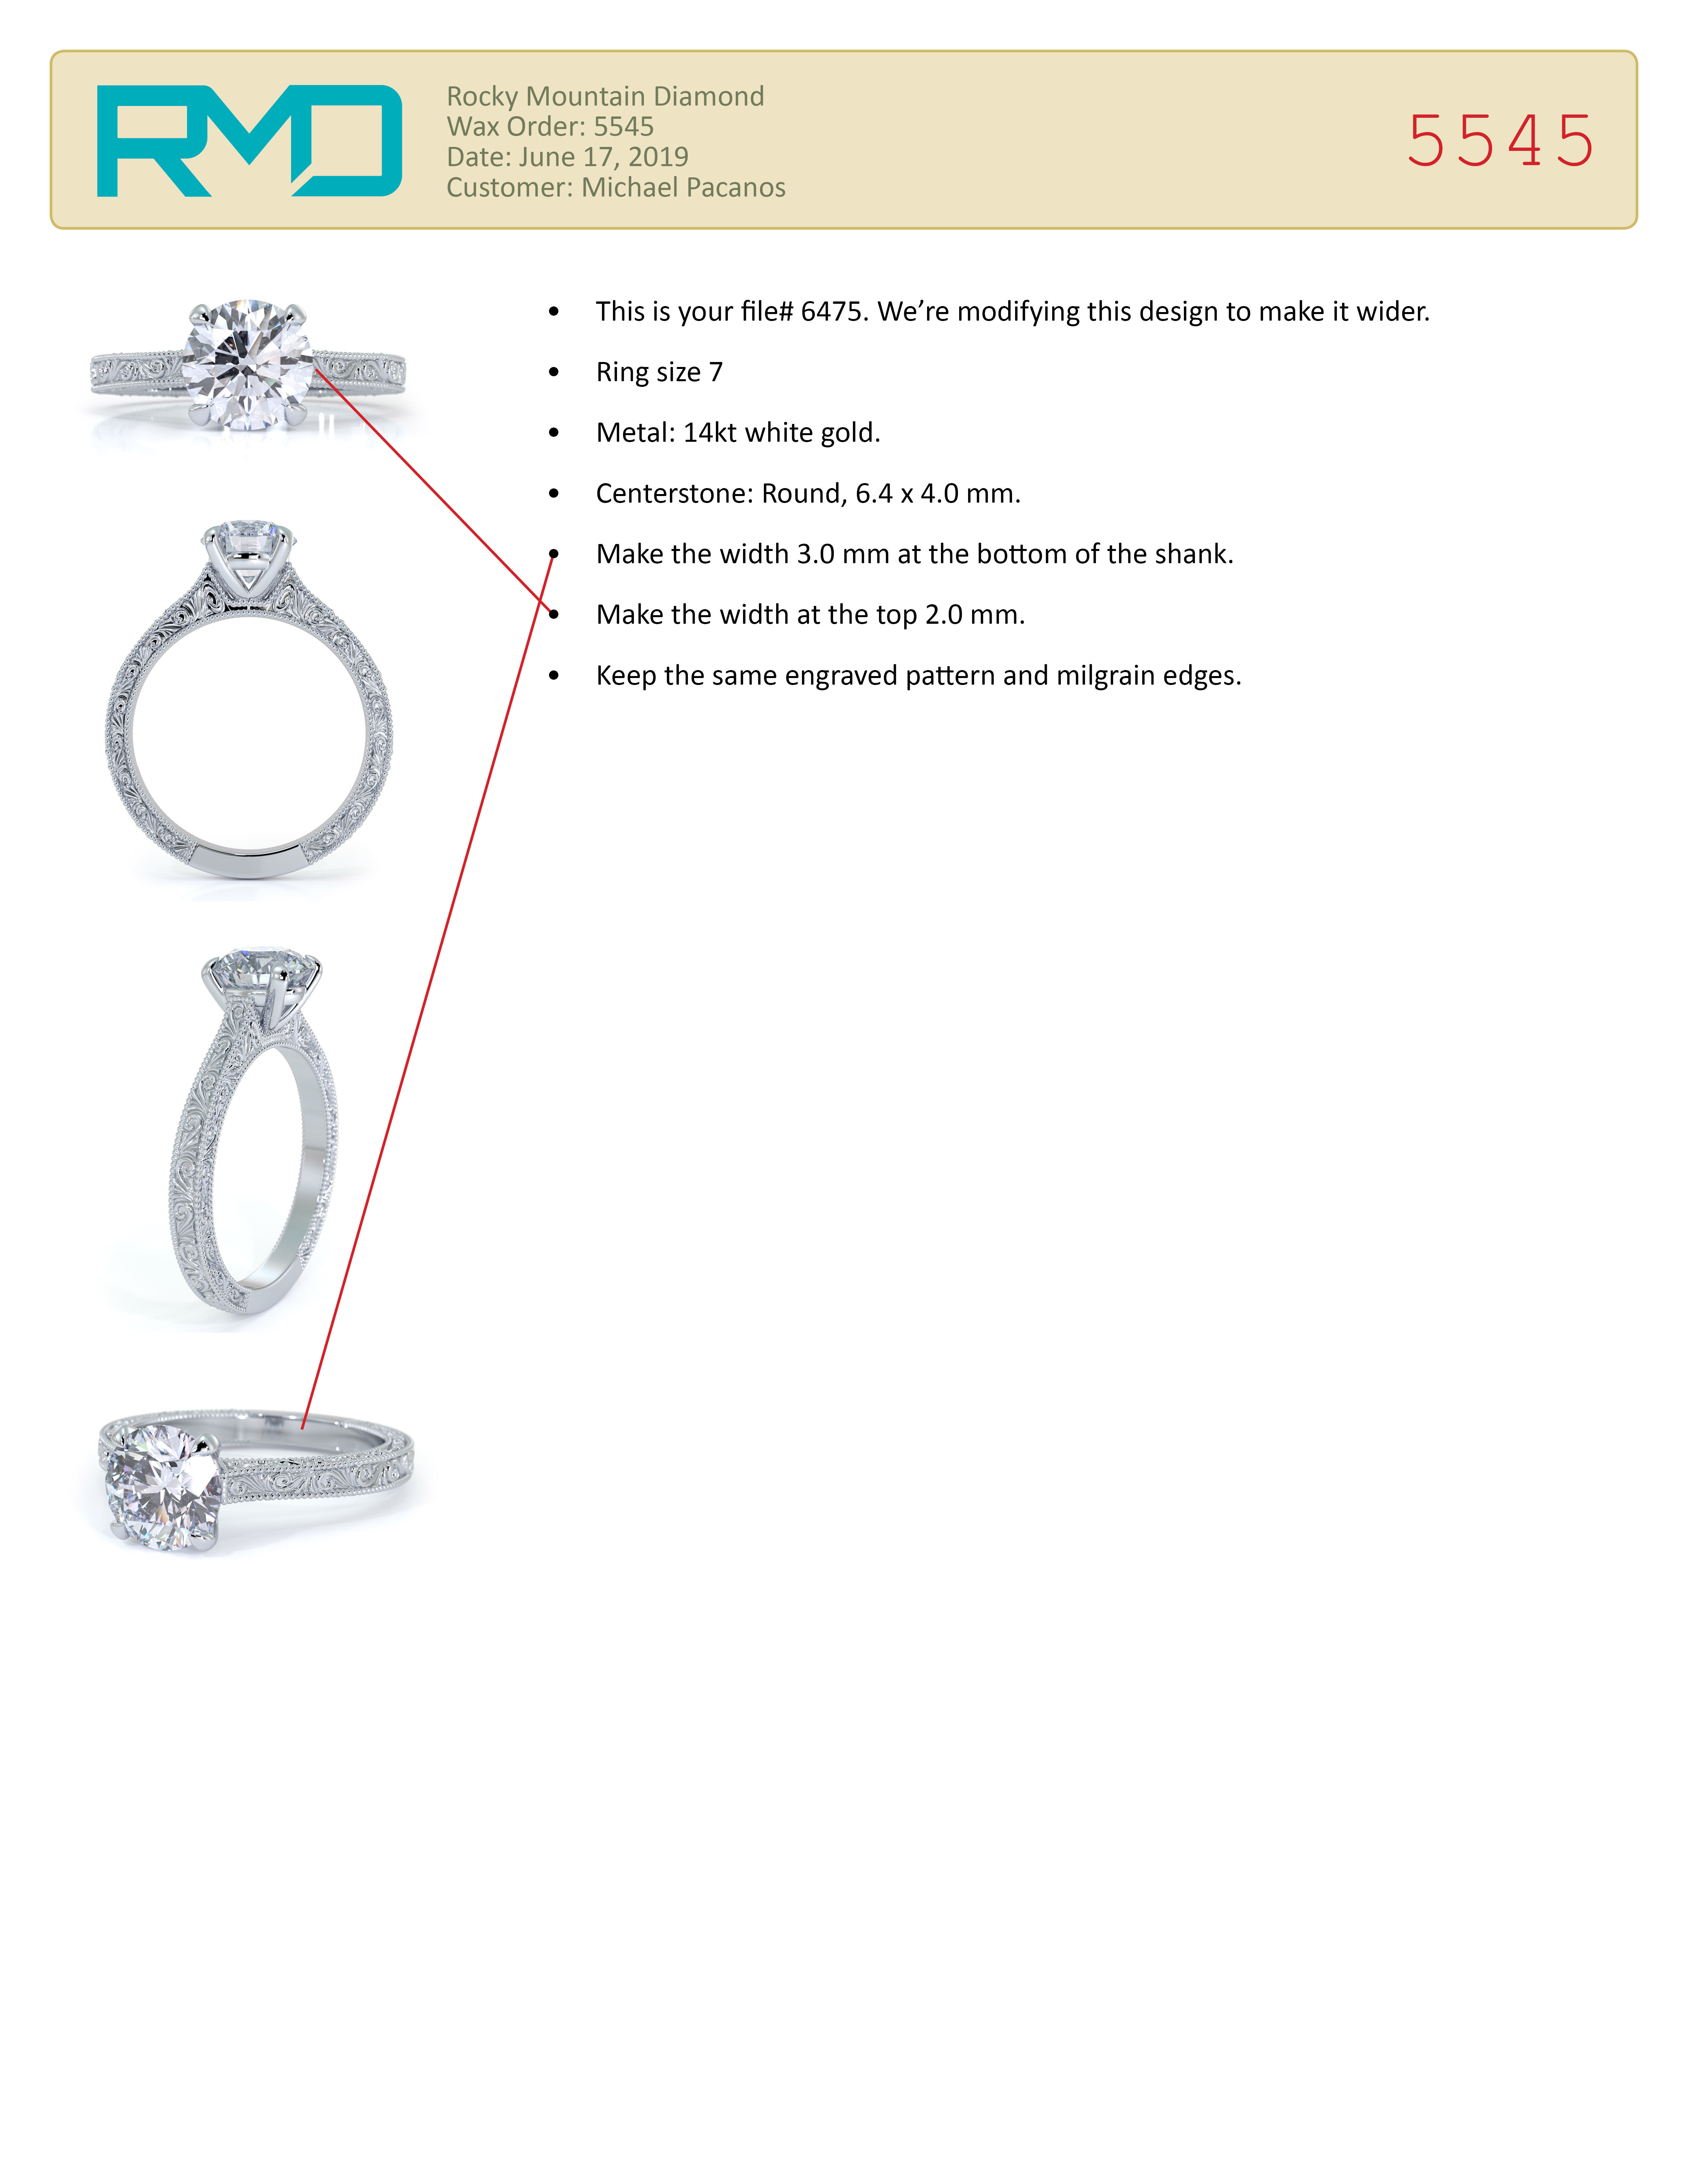 RMD
Rocky Mountain Diamond
Wax Order: 5545
Date: June 17, 2019
Customer: Michael Pacanos
5545
• This is your file# 6475. We’re modifying this design to make it wider.
• Ring size 7
• Metal: 14kt white gold.
• Centerstone: Round, 6.4 x 4.0 mm.
• Make the width 3.0 mm at the bottom of the shank.
• Make the width at the top 2.0 mm.
• Keep the same engraved pattern and milgrain edges.